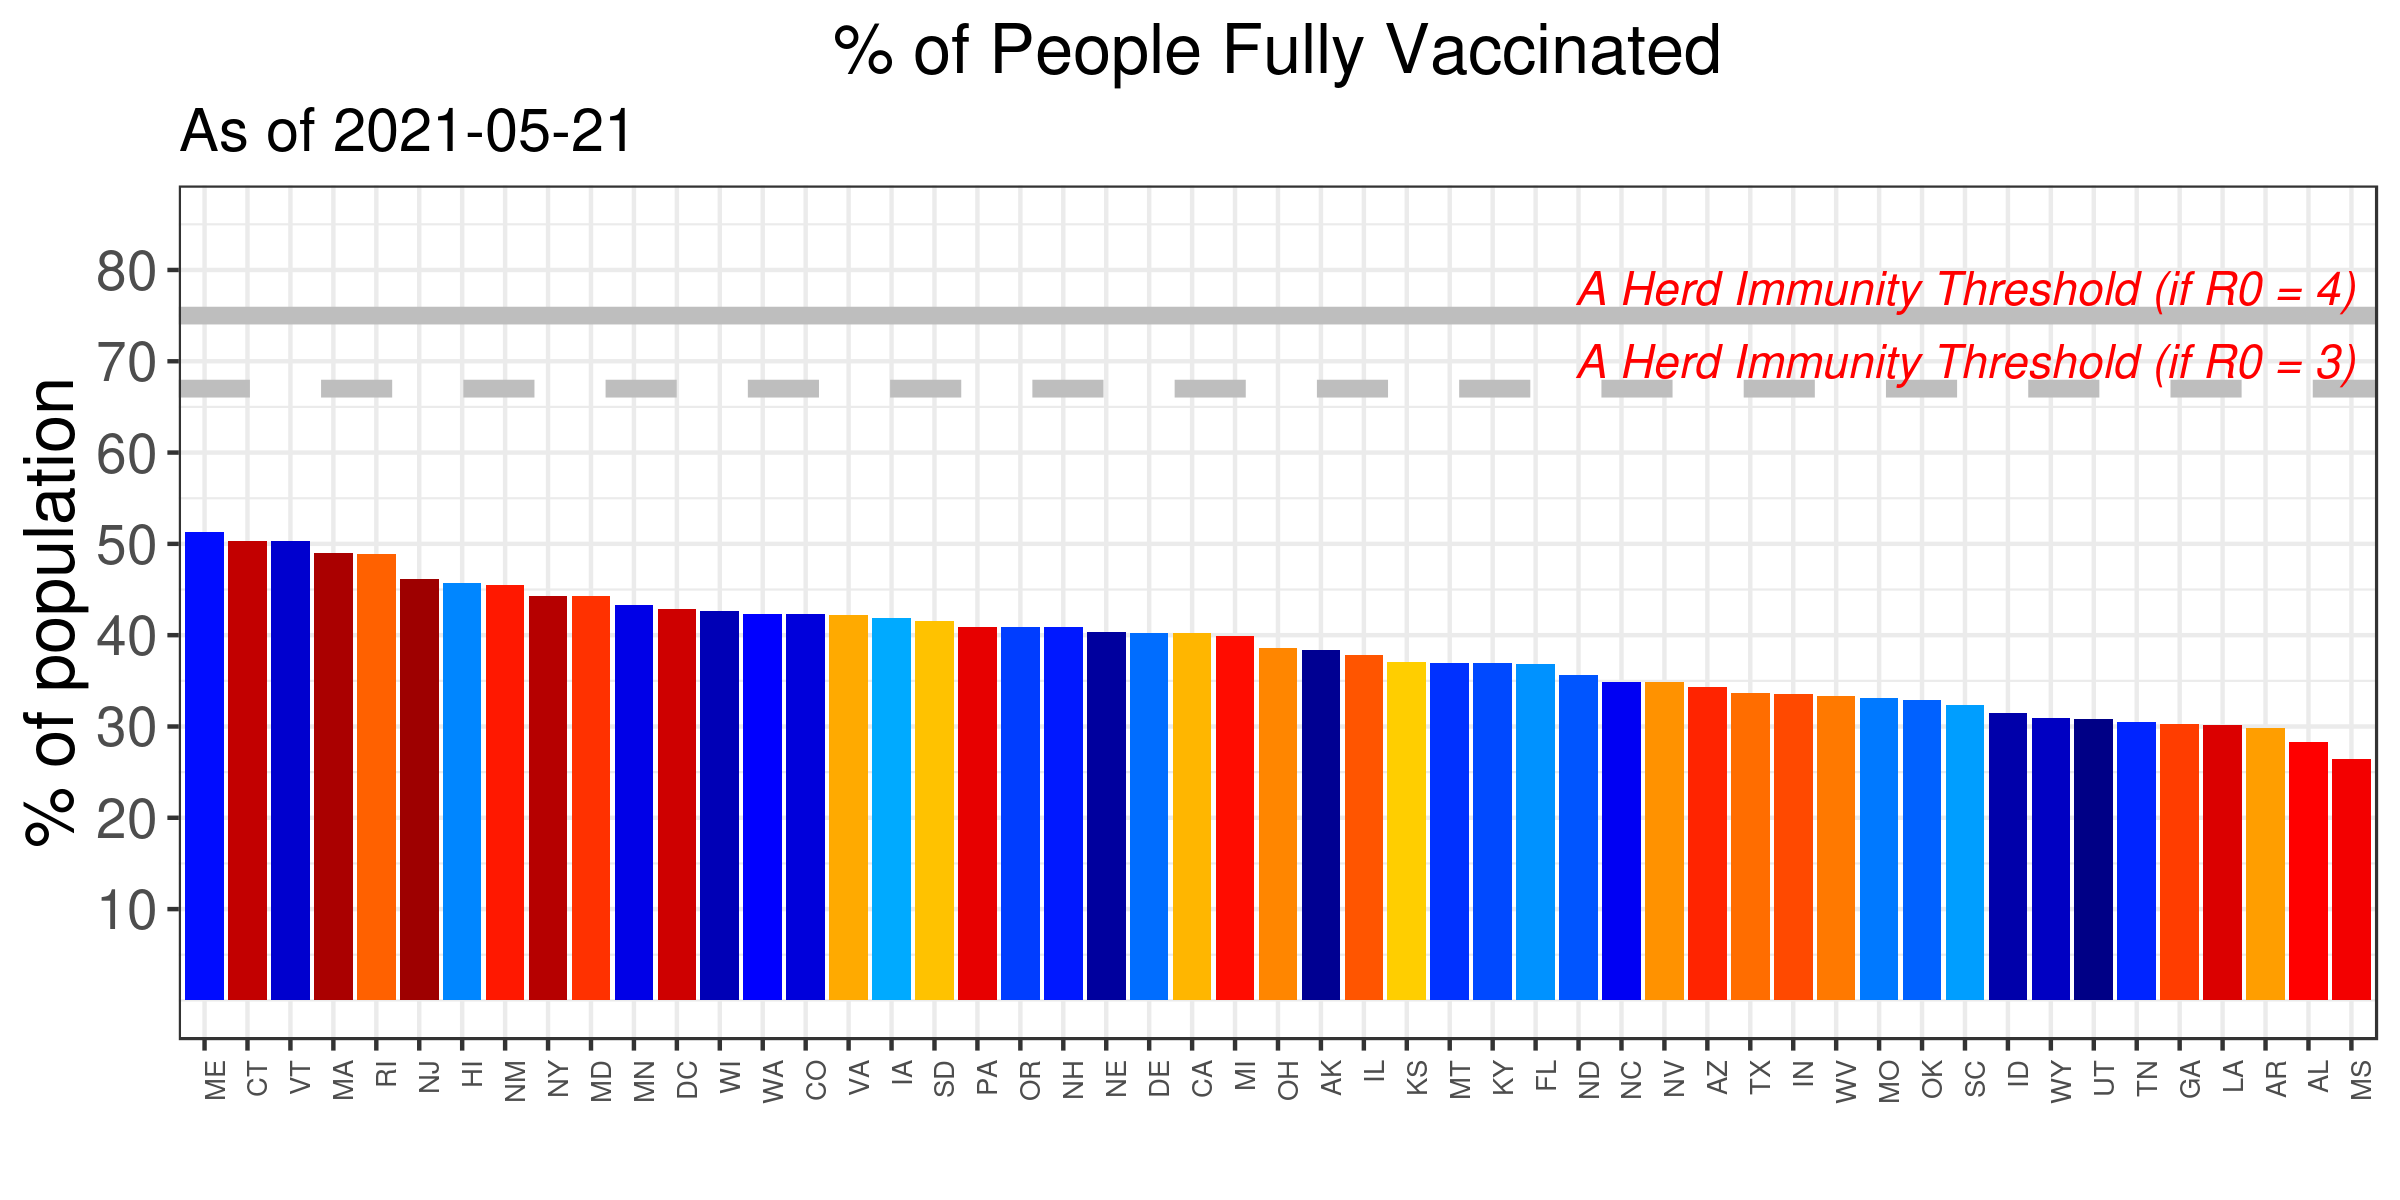 % of People Fully Vaccinated
As of 2021-05-21
% of population
80
70
60
50
40
30
20
10
A Herd Immunity Threshold (if R0 = 4)
A Herd Immunity Threshold (if R0 = 3)
ME CT VT MA RI NJ HI NM NY MD MN DC WI WA CO VA IA SD PA OR NH NE DE CA MI OH AK IL KS MT KY FL ND NC NV AZ TX IN WV MO OK SC ID WY UT TN GA LA AR AL MS